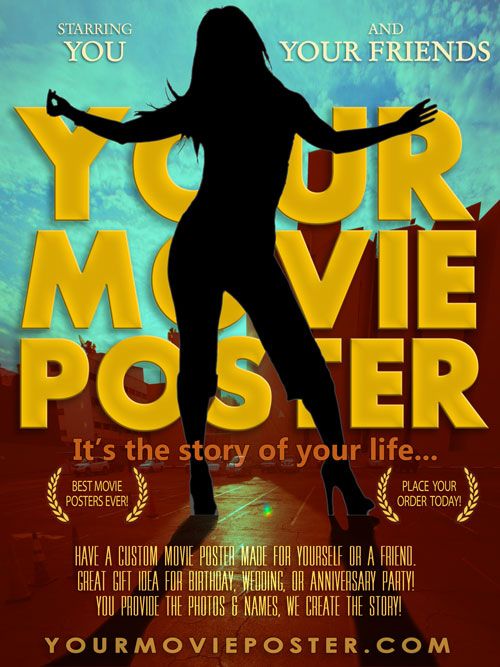 STARRING
YOU
AND
YOUR FRIENDS
YOUR
MOVIE
POSTER
It's the story of your life...
BEST MOVIE
POSTERS EVER!
PLACE YOUR
ORDER TODAY!
HAVE A CUSTOM MOVIE POSTER MADE FOR YOURSELF OR A FRIEND.
GREAT GIFT IDEA FOR BIRTHDAY, WEDDING, OR ANNIVERSARY PARTY!
YOU PROVIDE THE PHOTOS & NAMES, WE CREATE THE STORY!
YOURMOVIEPOSTER.COM